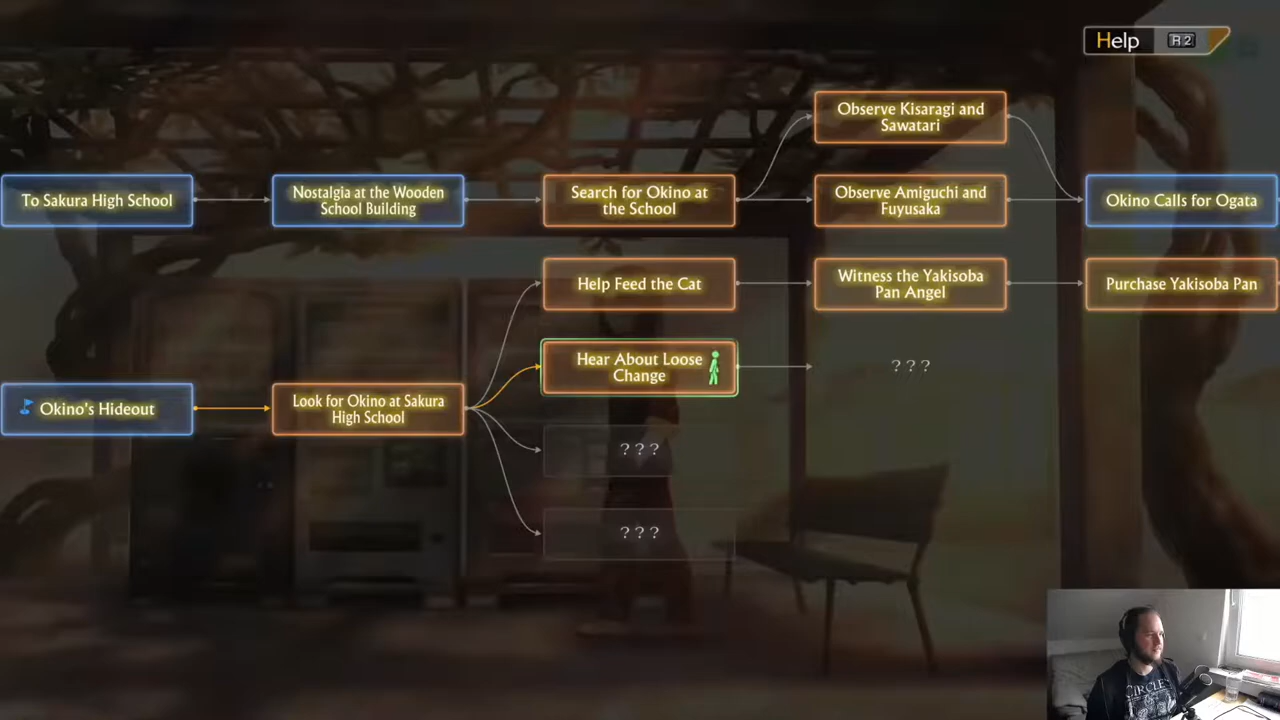 Help R2
Observe Kisaragi and
Sawatari
To Sakura High School
Nostalgia at the Wooden
School Building
Search for Okino at
the School
Observe Amiguchi and
Fuyusaka
Okino Calls for Ogata
Help Feed the Cat
Witness the Yakisoba
Pan Angel
Purchase Yakisoba Pan
Hear About Loose
Change
???
Okino's Hideout
Look for Okino at Sakura
High School
???
???
CIRCLES